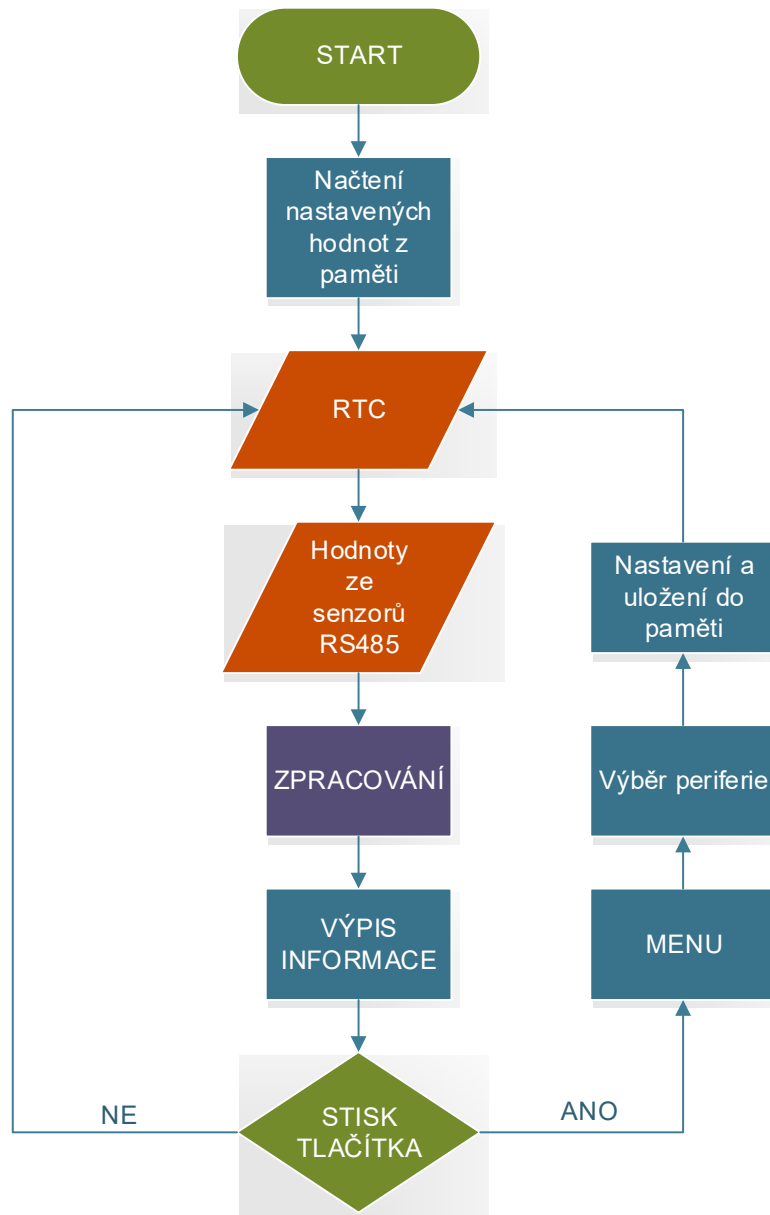 START
Načtení
nastavených
hodnot z
paměti
RTC
Hodnoty
ze
senzorů
RS485
Nastavení a
uložení do
paměti
ZPRACOVÁNÍ
Výběr periferie
VÝPIS
INFORMACE
MENU
NE
STISK
TLAČÍTKA
ANO